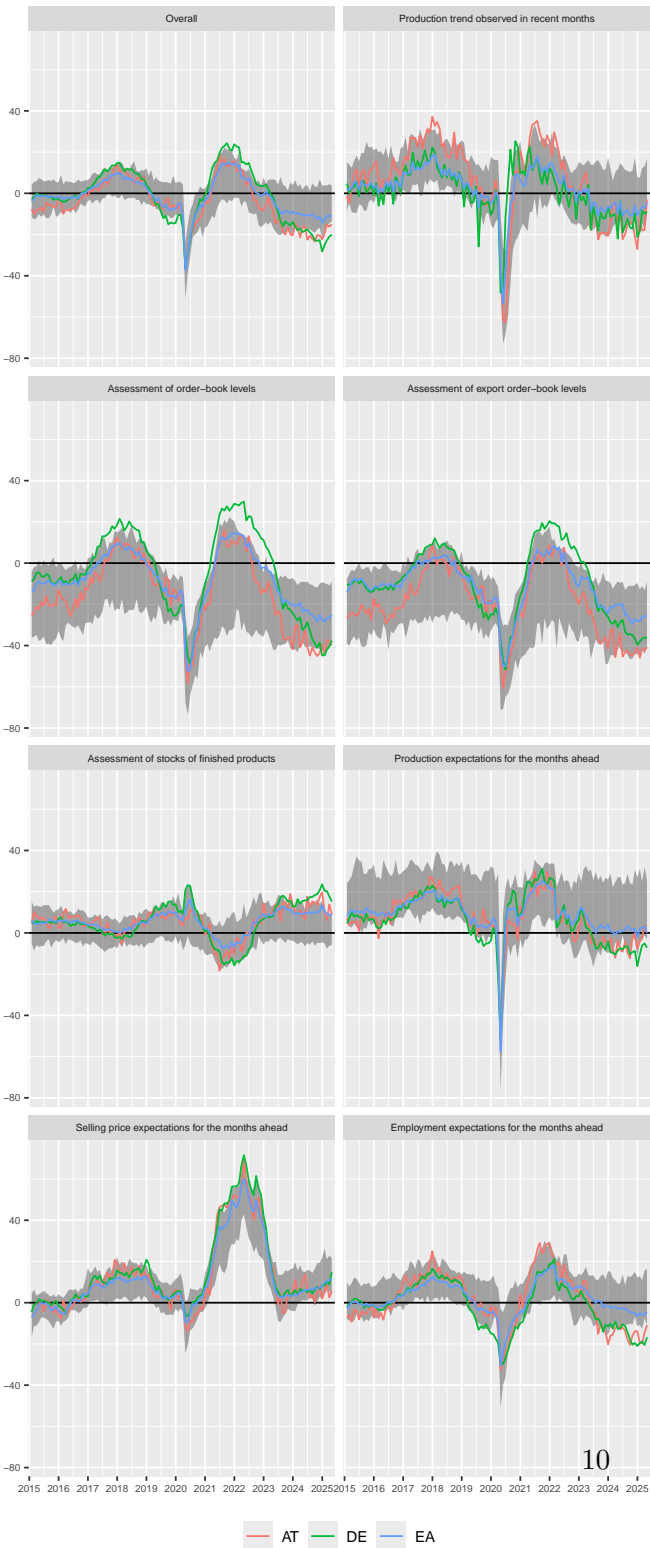 Overall
Production trend observed in recent months
40
0
−40
−80
Assessment of order−book levels
Assessment of export order−book levels
40
0
−40
−80
Assessment of stocks of finished products
Production expectations for the months ahead
40
0
−40
−80
Selling price expectations for the months ahead
Employment expectations for the months ahead
40
0
−40
−80
10
2015 2016 2017 2018 2019 2020 2021 2022 2023 2024 2025 2015 2016 2017 2018 2019 2020 2021 2022 2023 2024 2025
AT DE EA